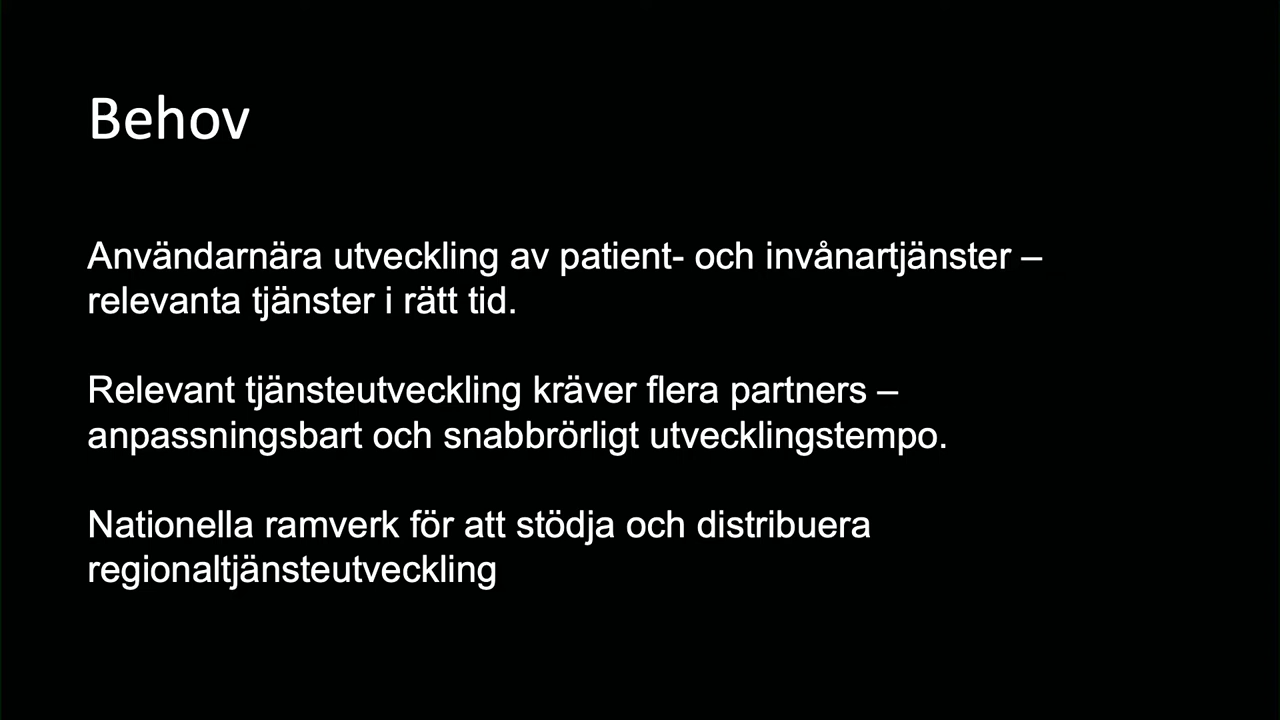 Behov
Användarnära utveckling av patient- och invånartjänster –
relevanta tjänster i rätt tid.
Relevant tjänsteutveckling kräver flera partners –
anpassningsbart och snabbrörligt utvecklingstempo.
Nationella ramverk för att stödja och distribuera
regionaltjänsteutveckling